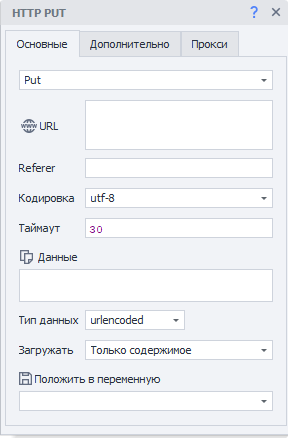 HTTP PUT ? ×
Основные Дополнительно Прокси
Put
www URL
Referer
Кодировка utf-8
Таймаут 30
Данные
Тип данных urlencoded
Загружать Только содержимое
Положить в переменную